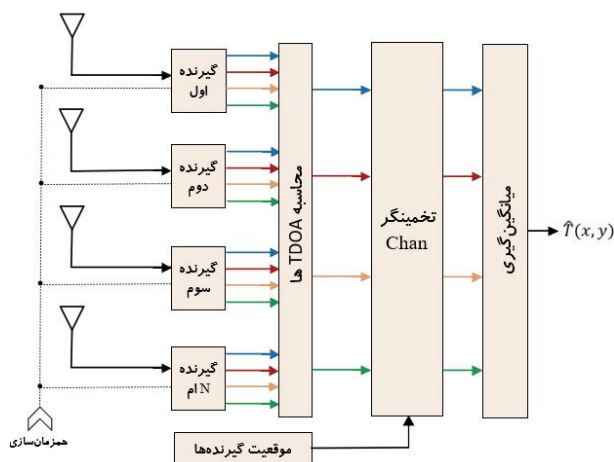 گیرنده
اول
گیرنده
دوم
گیرنده
سوم
گیرنده
N ام
محاسبه TDOA ها
تخمینگر
Chan
میانگین‌گیری
T̂(x, y)
همزمان‌سازی
موقعیت گیرنده‌ها